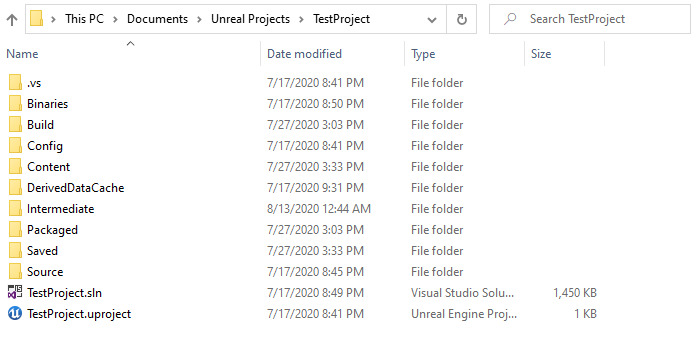 This PC > Documents > Unreal Projects > TestProject Search TestProject
Name Date modified Type Size
.vs 7/17/2020 8:41 PM File folder
Binaries 7/17/2020 8:50 PM File folder
Build 7/27/2020 3:03 PM File folder
Config 7/17/2020 8:41 PM File folder
Content 7/27/2020 3:33 PM File folder
DerivedDataCache 7/17/2020 9:31 PM File folder
Intermediate 8/13/2020 12:44 AM File folder
Packaged 7/27/2020 3:03 PM File folder
Saved 7/27/2020 3:33 PM File folder
Source 7/17/2020 8:45 PM File folder
TestProject.sln 7/17/2020 8:49 PM Visual Studio Solu... 1,450 KB
TestProject.uproject 7/17/2020 8:41 PM Unreal Engine Proj... 1 KB